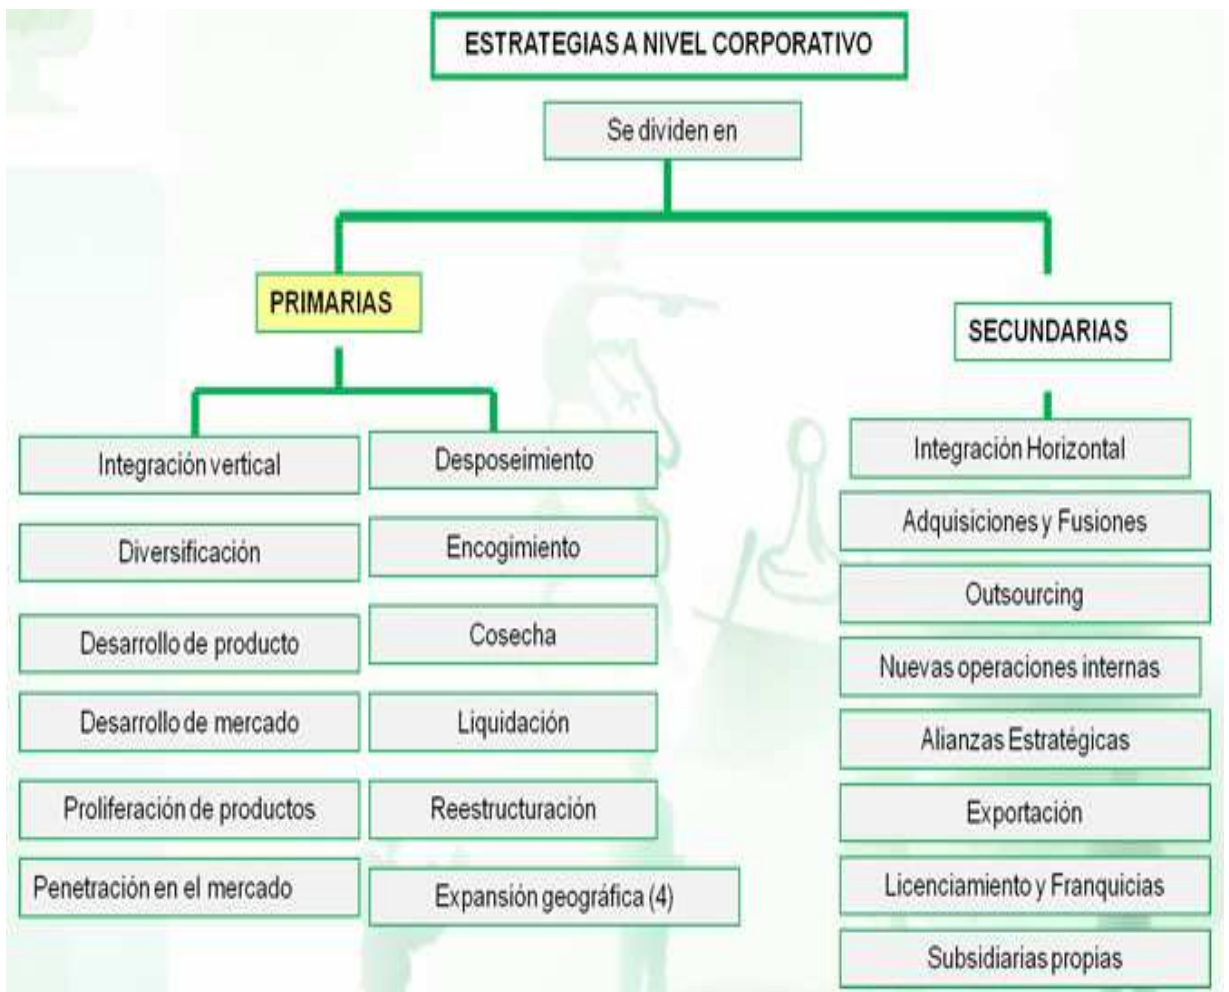 ESTRATEGIAS A NIVEL CORPORATIVO
Se dividen en
PRIMARIAS
SECUNDARIAS
Integración vertical
Diversificación
Desarrollo de producto
Desarrollo de mercado
Proliferación de productos
Penetración en el mercado
Desposeimiento
Encogimiento
Cosecha
Liquidación
Reestructuración
Expansión geográfica (4)
Integración Horizontal
Adquisiciones y Fusiones
Outsourcing
Nuevas operaciones internas
Alianzas Estratégicas
Exportación
Licenciamiento y Franquicias
Subsidiarias propias